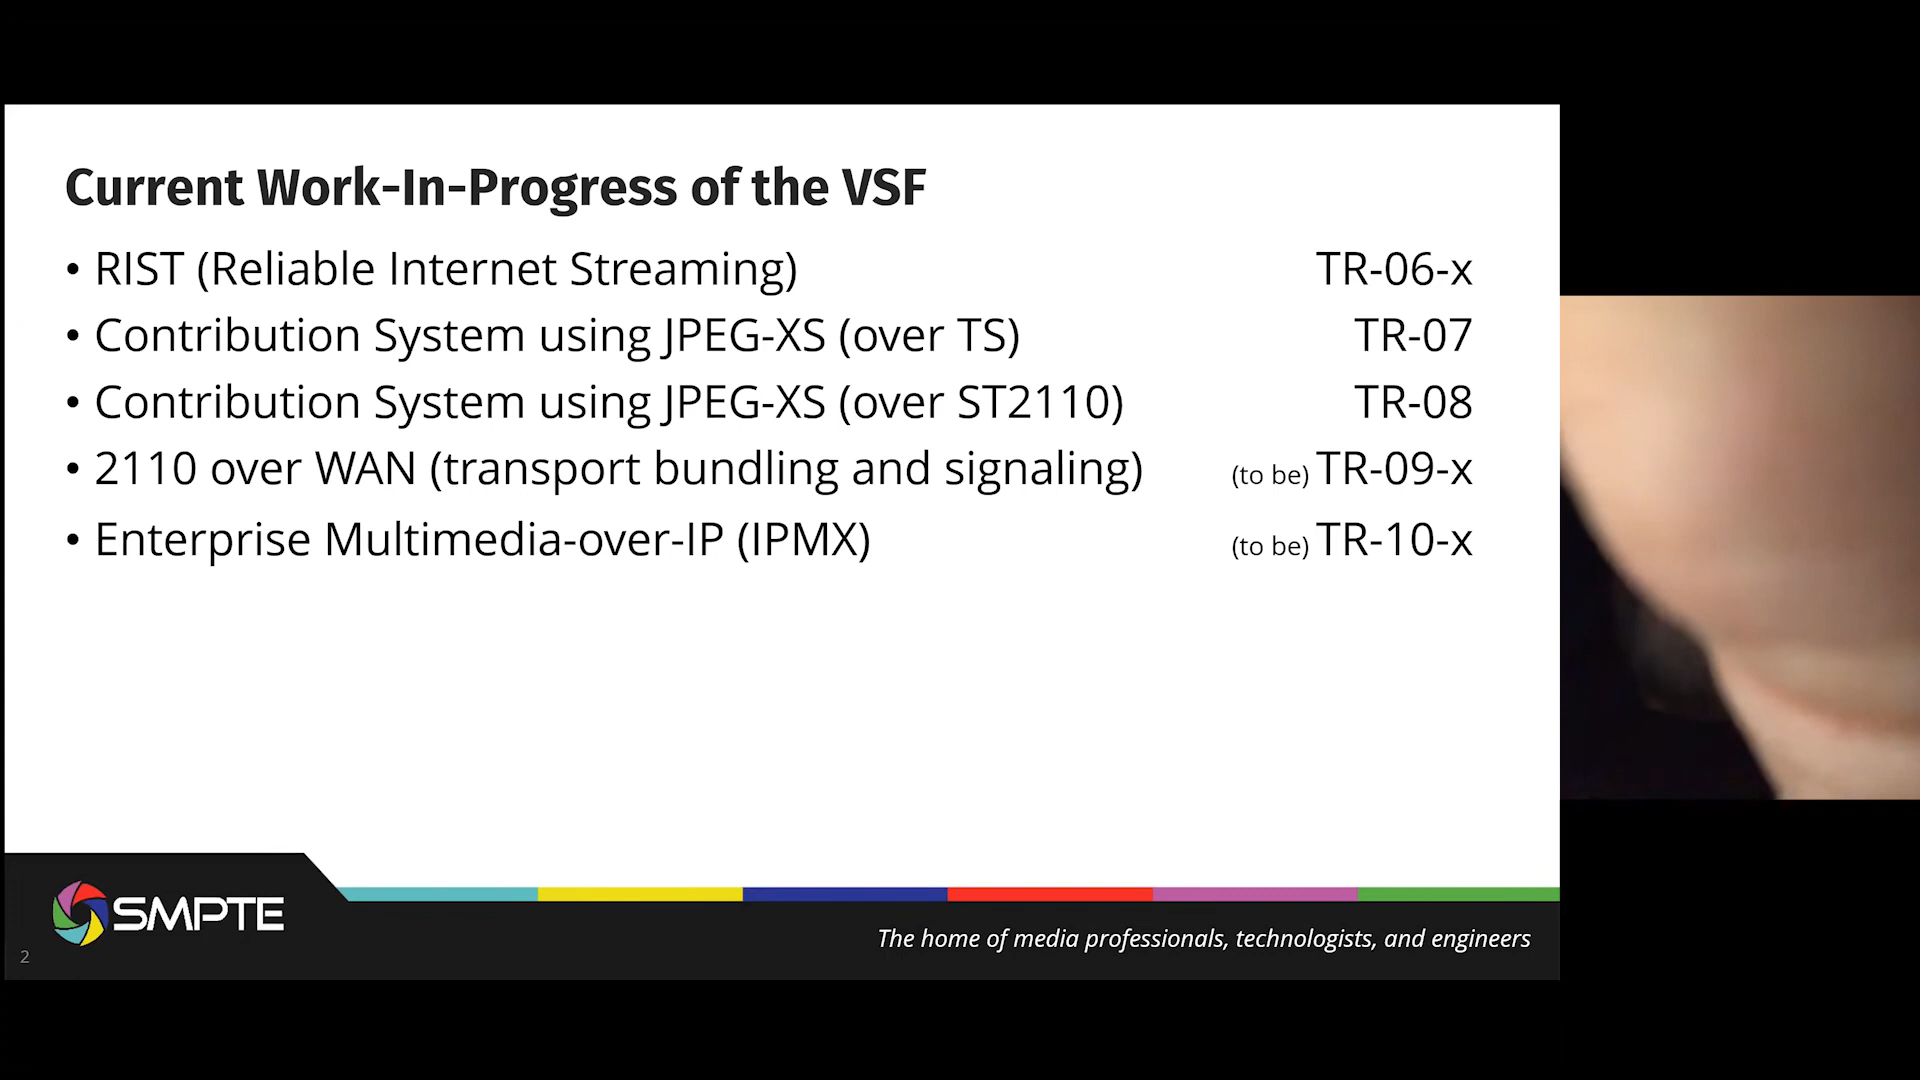 Current Work-In-Progress of the VSF
• RIST (Reliable Internet Streaming) TR-06-x
• Contribution System using JPEG-XS (over TS) TR-07
• Contribution System using JPEG-XS (over ST2110) TR-08
• 2110 over WAN (transport bundling and signaling) (to be) TR-09-x
• Enterprise Multimedia-over-IP (IPMX) (to be) TR-10-x
SMPTE
The home of media professionals, technologists, and engineers
2